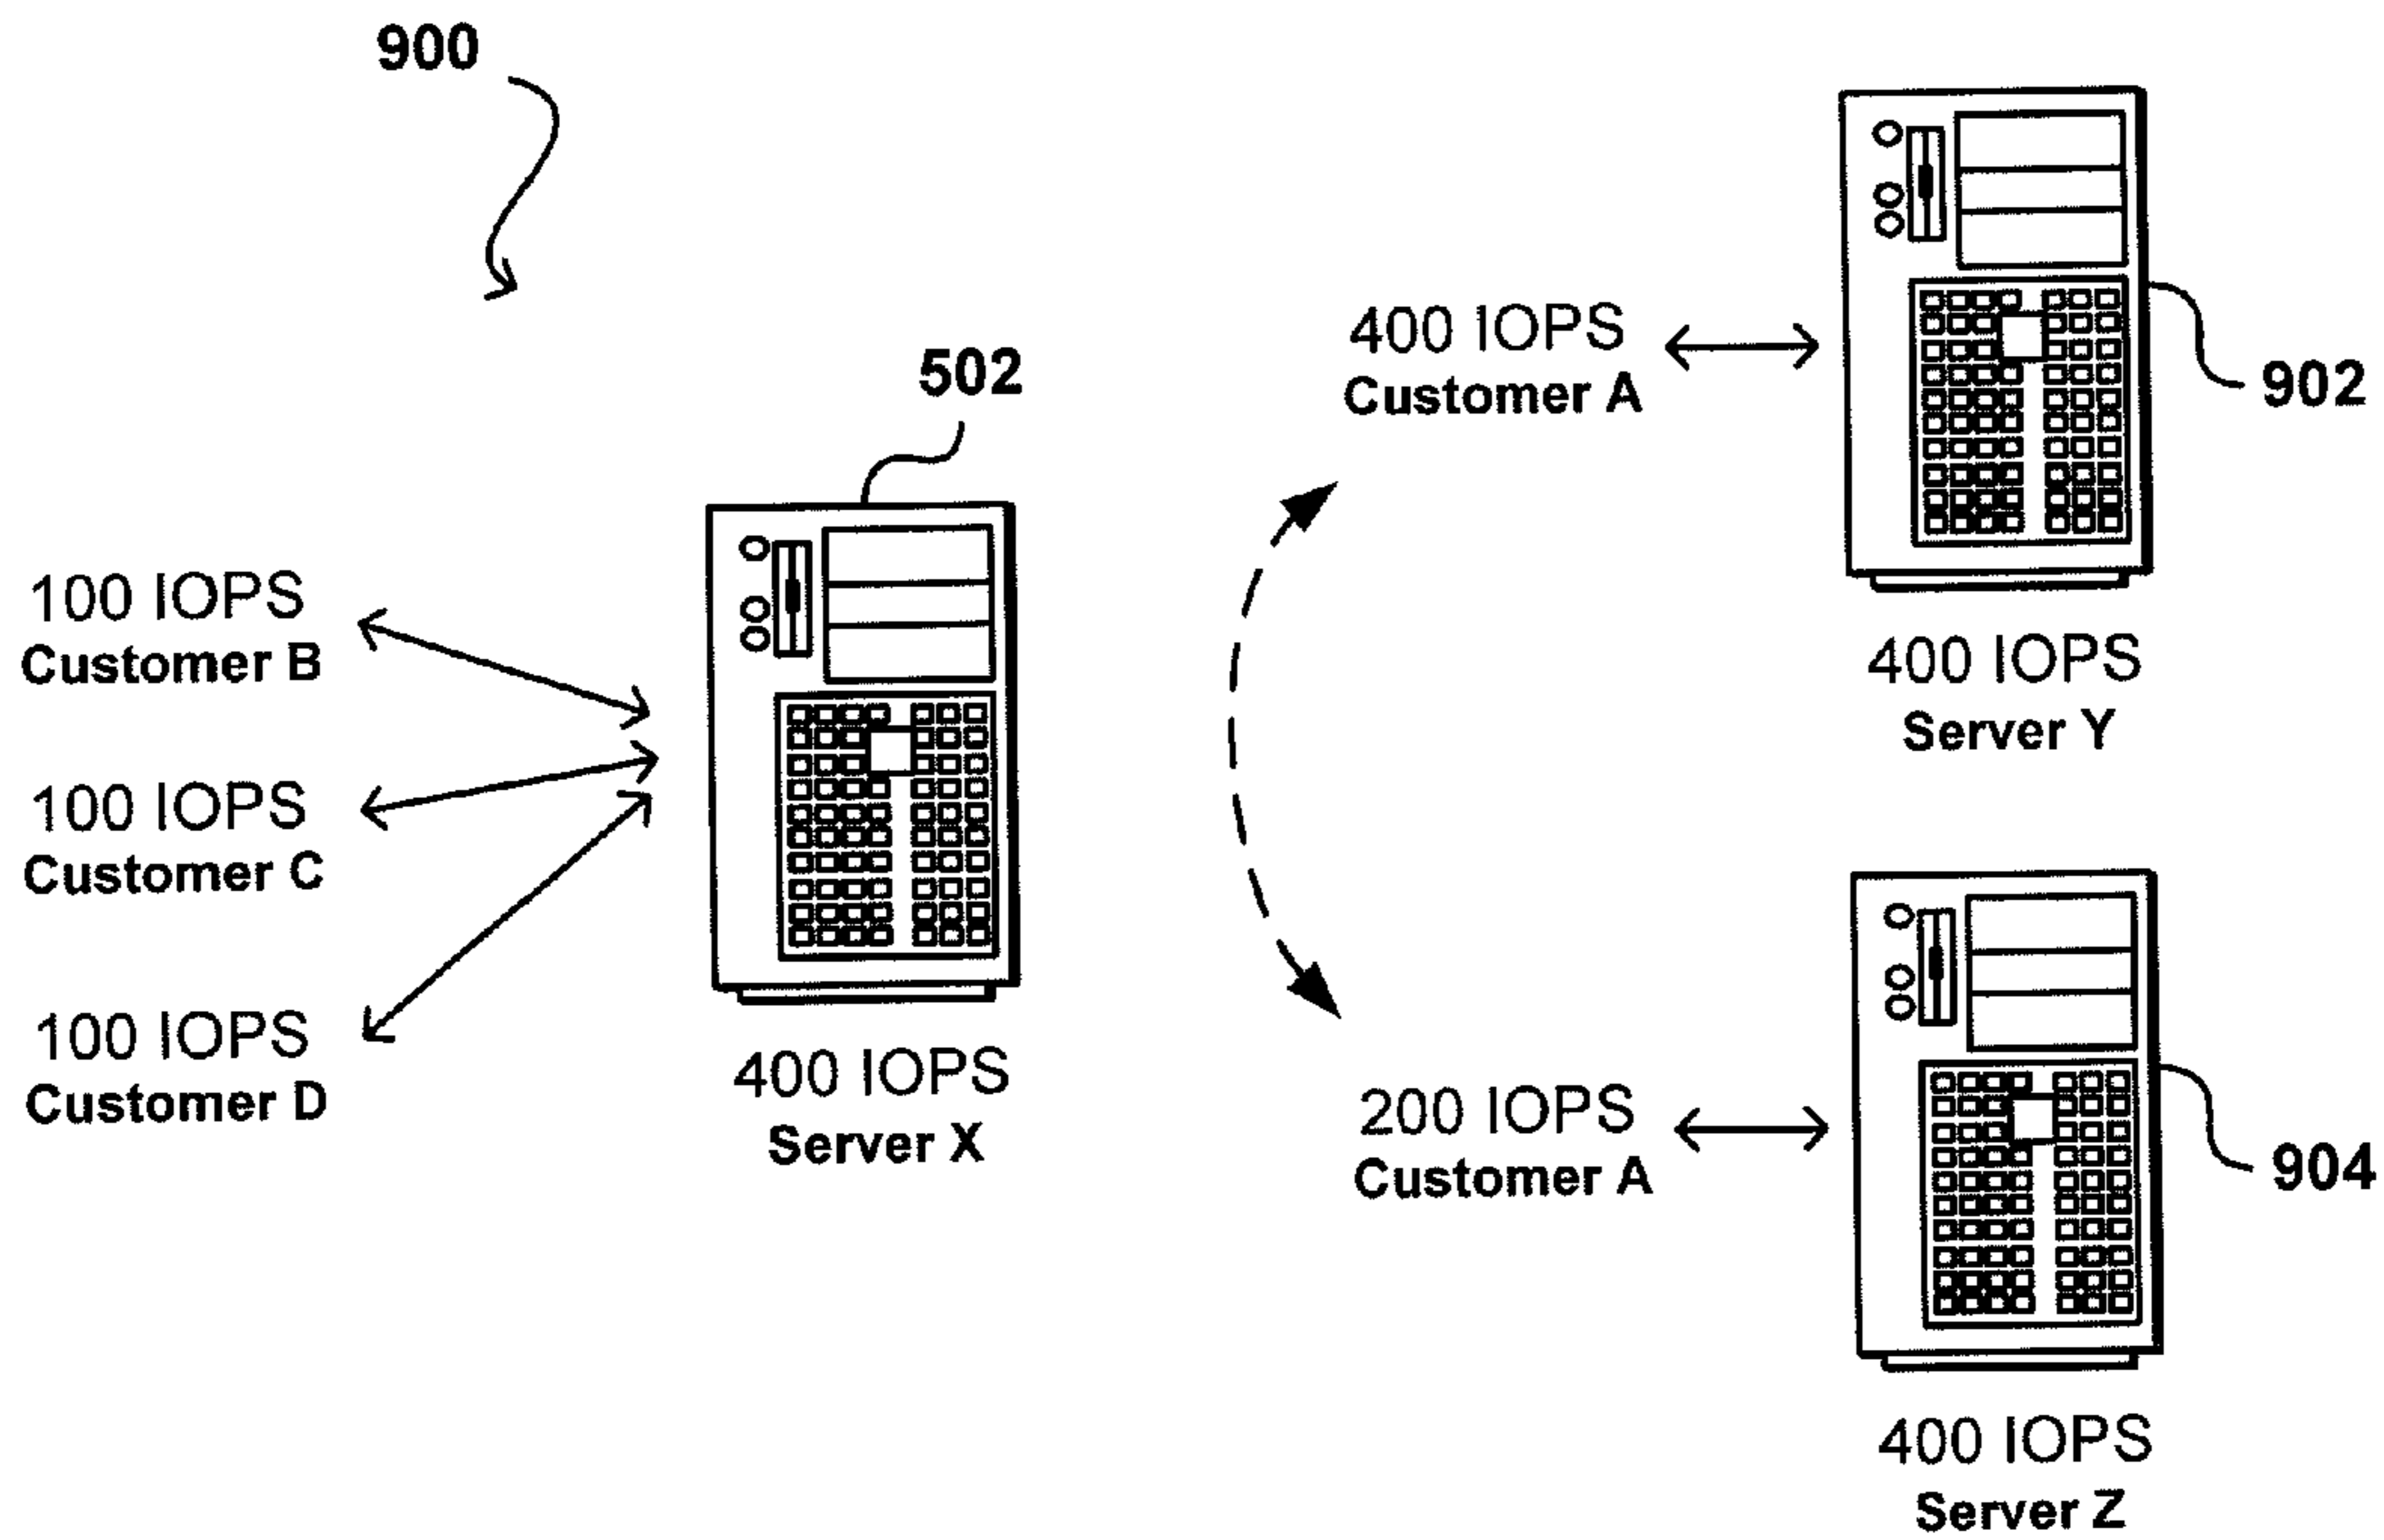 900
502
400 IOPS
Customer A
902
100 IOPS
Customer B
400 IOPS
Server Y
100 IOPS
Customer C
100 IOPS
Customer D
400 IOPS
Server X
200 IOPS
Customer A
904
400 IOPS
Server Z